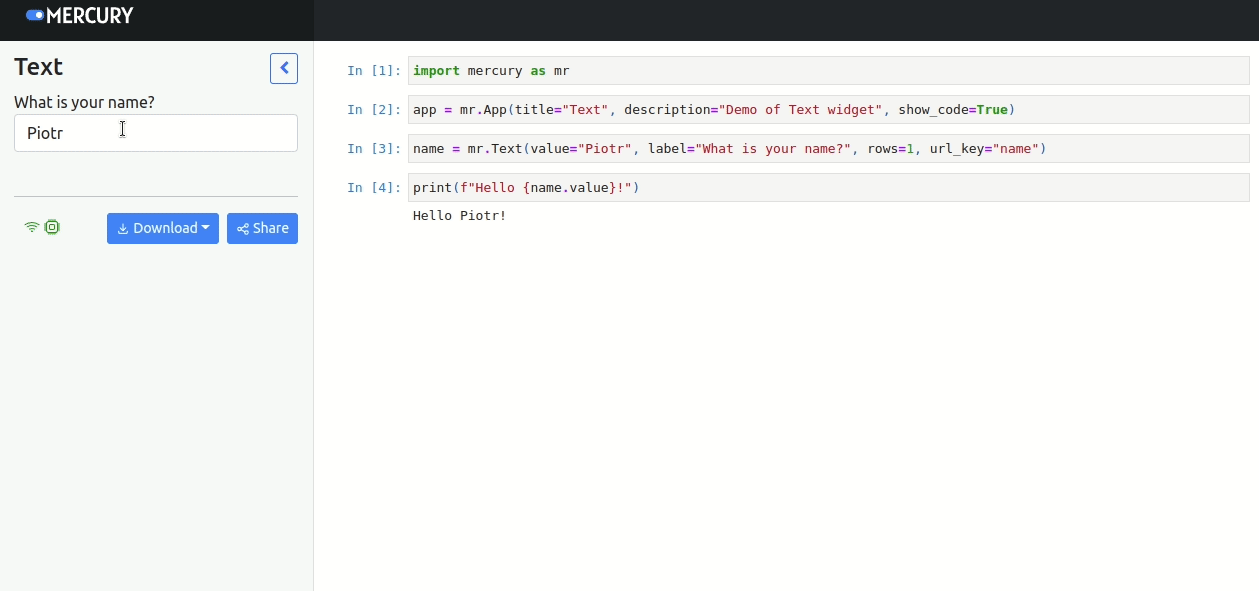 MERCURY
Text
What is your name?
Piotr
Download
Share
In [1]: import mercury as mr
In [2]: app = mr.App(title="Text", description="Demo of Text widget", show_code=True)
In [3]: name = mr.Text(value="Piotr", label="What is your name?", rows=1, url_key="name")
In [4]: print(f"Hello {name.value}!")
Hello Piotr!